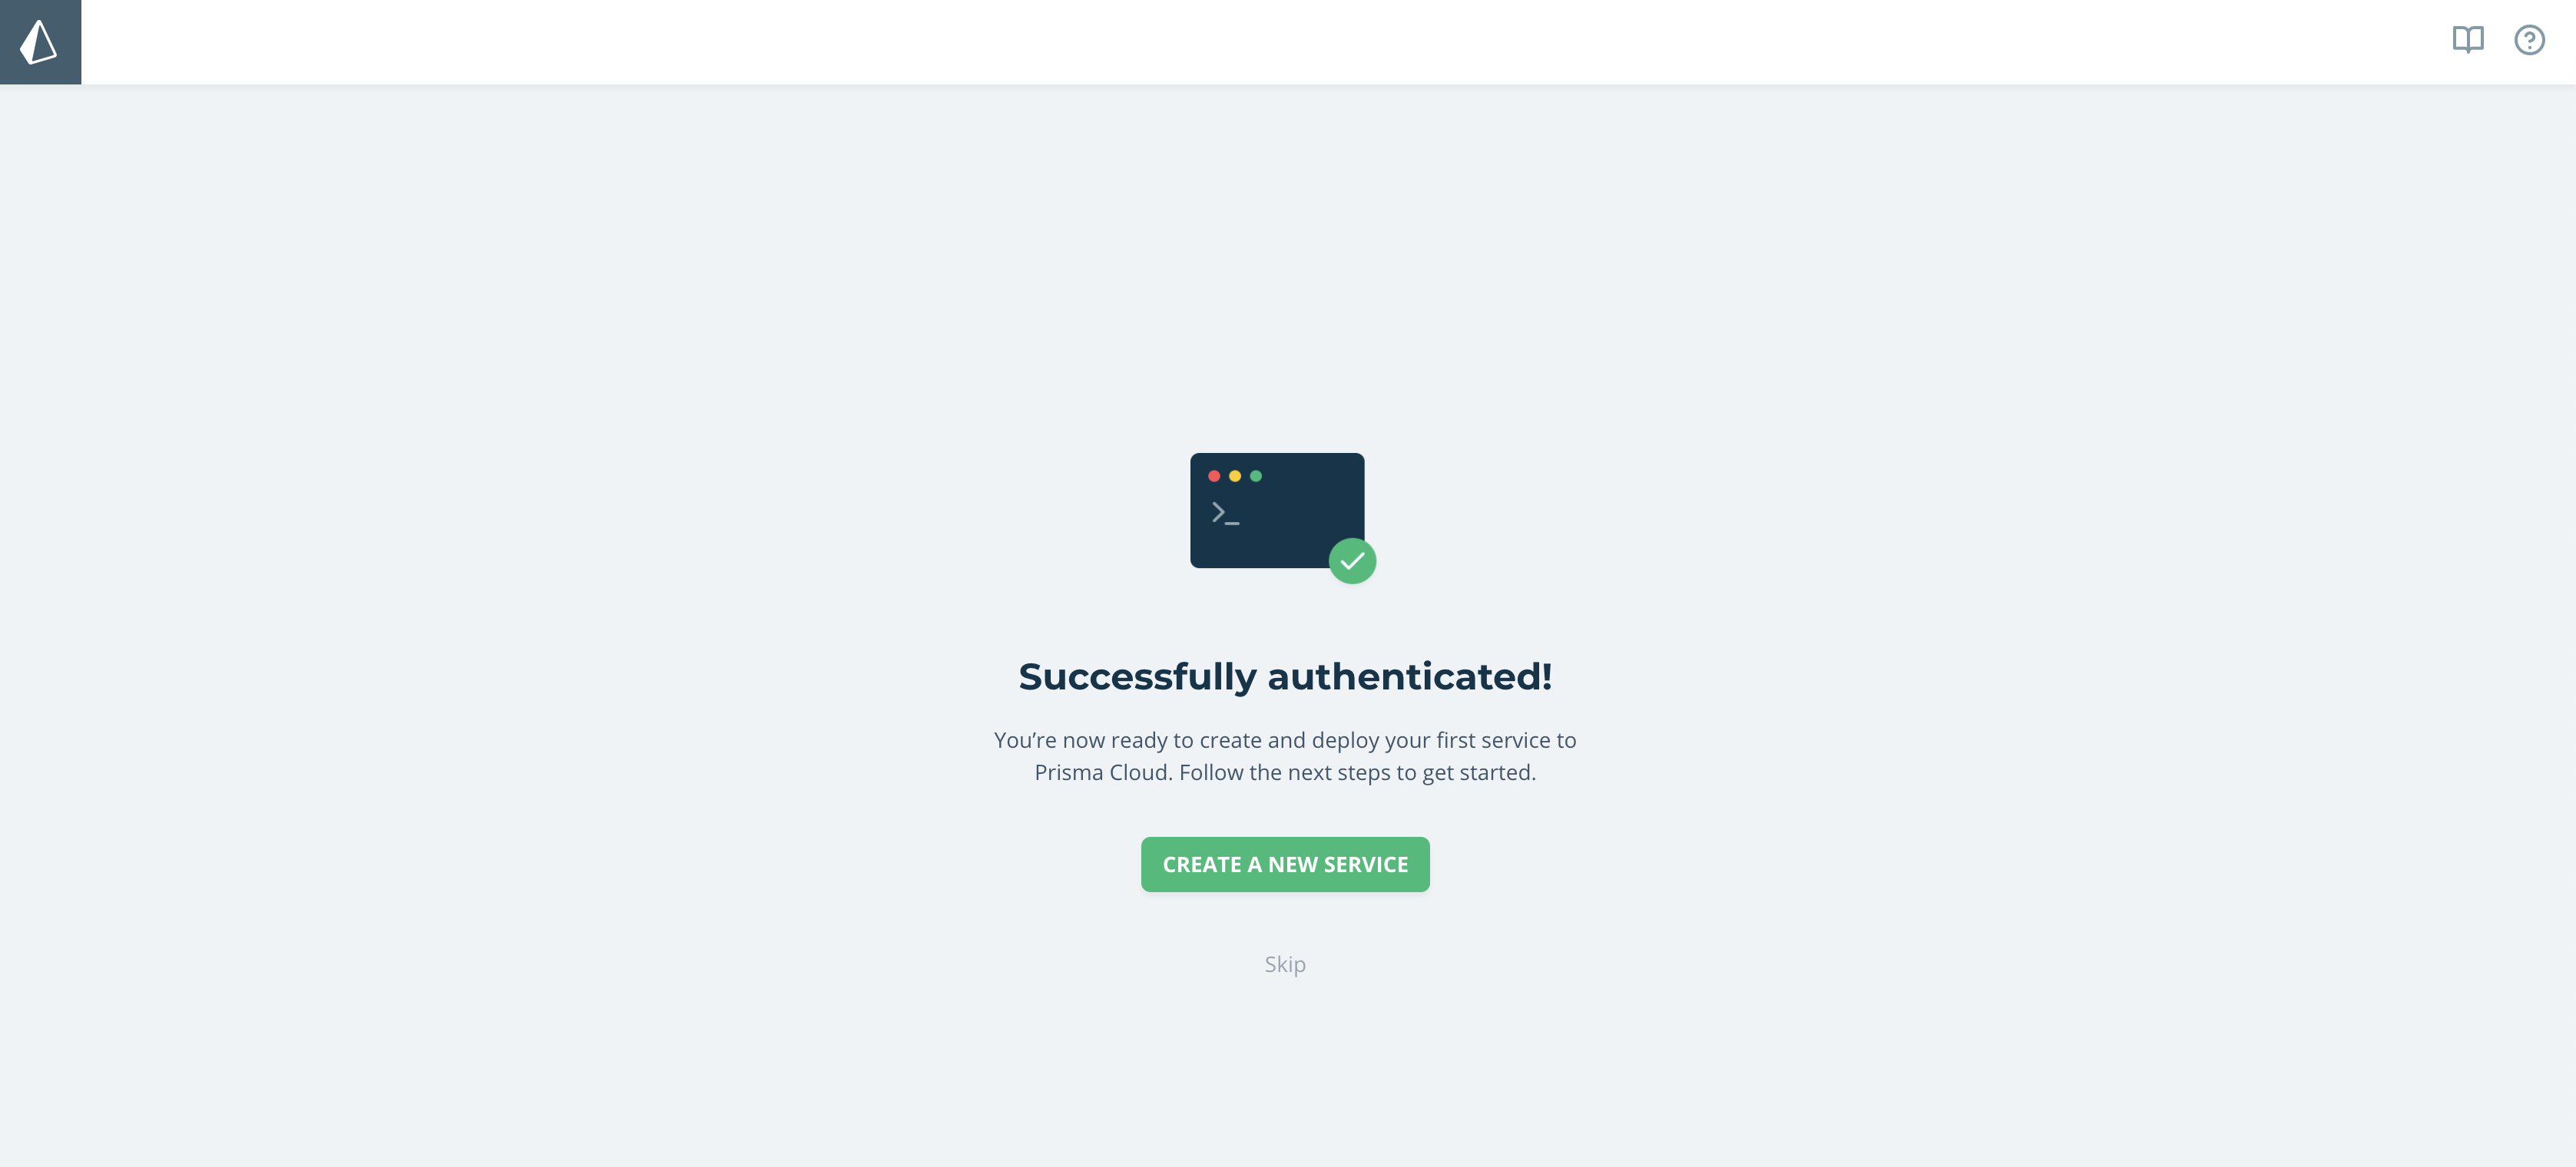 Successfully authenticated!
You’re now ready to create and deploy your first service to
Prisma Cloud. Follow the next steps to get started.
CREATE A NEW SERVICE
Skip